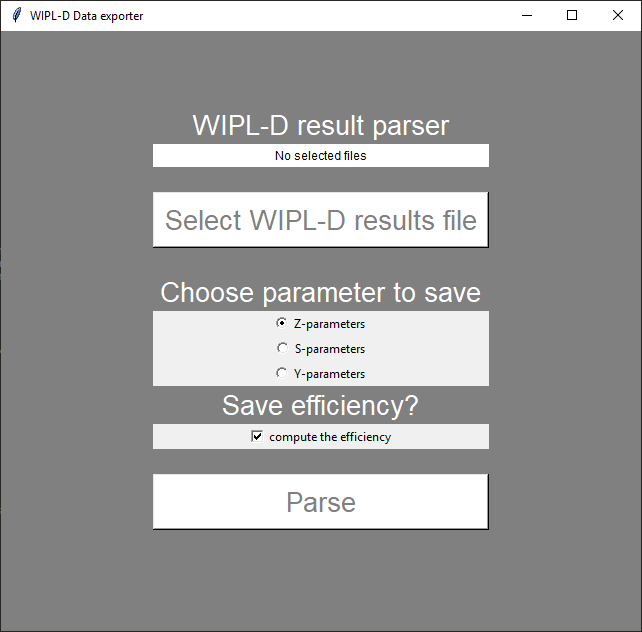 WIPL-D Data exporter
WIPL-D result parser
No selected files
Select WIPL-D results file
Choose parameter to save
Z-parameters
S-parameters
Y-parameters
Save efficiency?
compute the efficiency
Parse